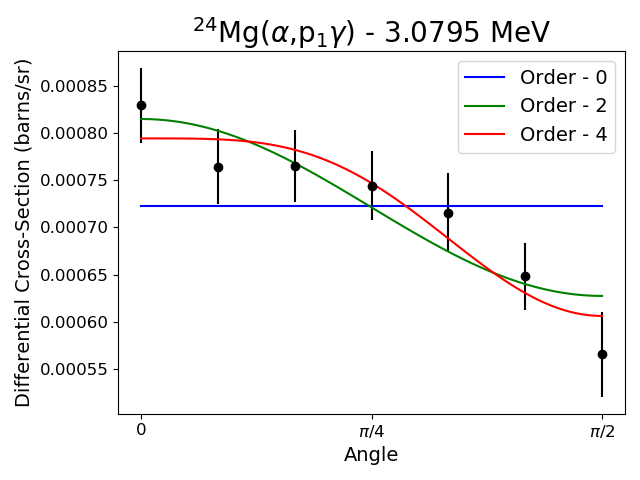 ²⁴Mg(α,p₁γ) - 3.0795 MeV
Differential Cross-Section (barns/sr)
0.00085
0.00080
0.00075
0.00070
0.00065
0.00060
0.00055
Order - 0
Order - 2
Order - 4
0
π/4
π/2
Angle